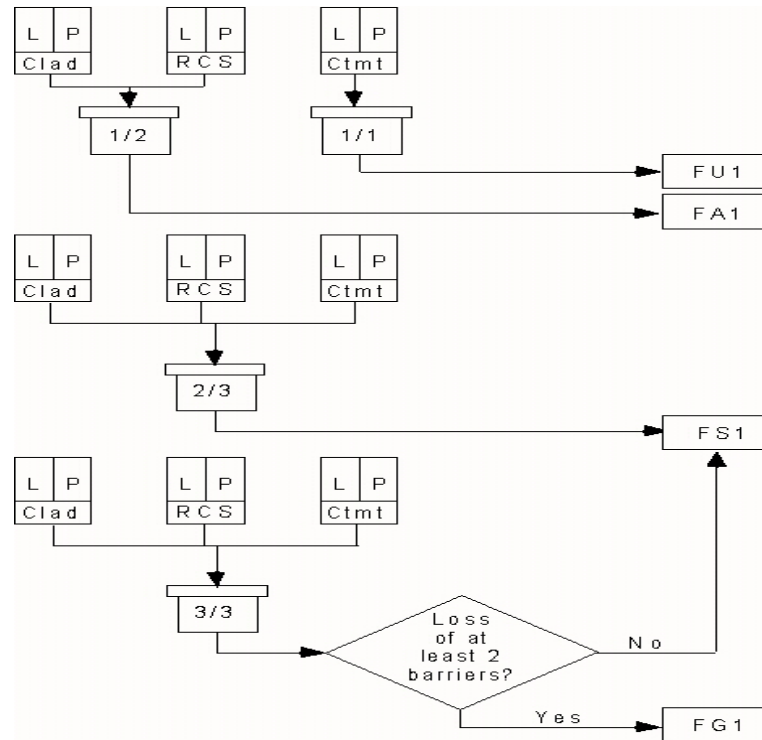 L P L P L P
Clad RCS Ctmt
1/2 1/1
FU1
FA1
L P L P L P
Clad RCS Ctmt
2/3
FS1
L P L P L P
Clad RCS Ctmt
3/3
Loss
of at
least 2
barriers?
No
Yes
FG1